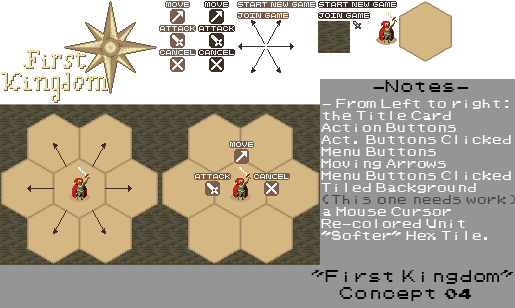 First
Kingdom
MOVE
ATTACK
CANCEL
MOVE
ATTACK
CANCEL
START NEW GAME
JOIN GAME
START NEW GAME
JOIN GAME
MOVE
ATTACK
CANCEL
-Notes-
- From Left to right:
the Title Card
Action Buttons
Act. Buttons Clicked
Menu Buttons
Moving Arrows
Menu Buttons Clicked
Tiled Background
(This one needs work)
a Mouse Cursor
Re-colored Unit
"Softer" Hex Tile.
"First Kingdom"
Concept 04